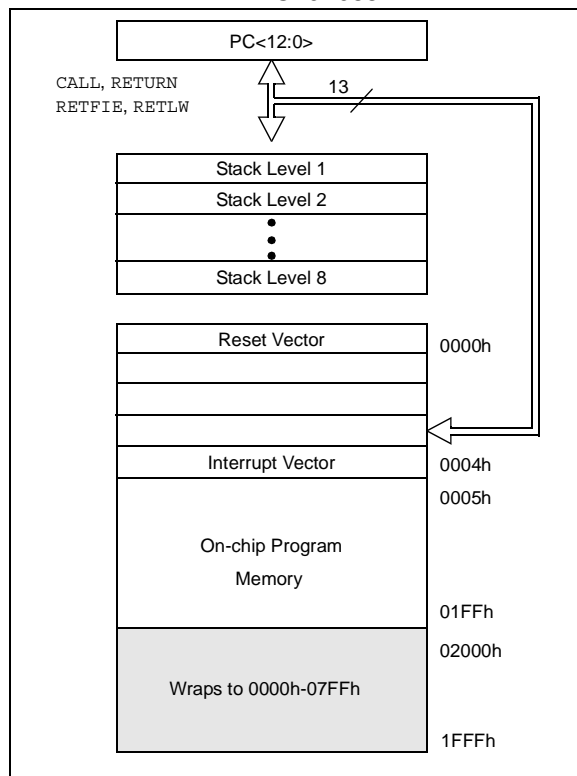 PC<12:0>
CALL, RETURN
RETFIE, RETLW
13
Stack Level 1
Stack Level 2
Stack Level 8
Reset Vector
0000h
Interrupt Vector
0004h
0005h
On-chip Program
Memory
01FFh
02000h
Wraps to 0000h-07FFh
1FFFh